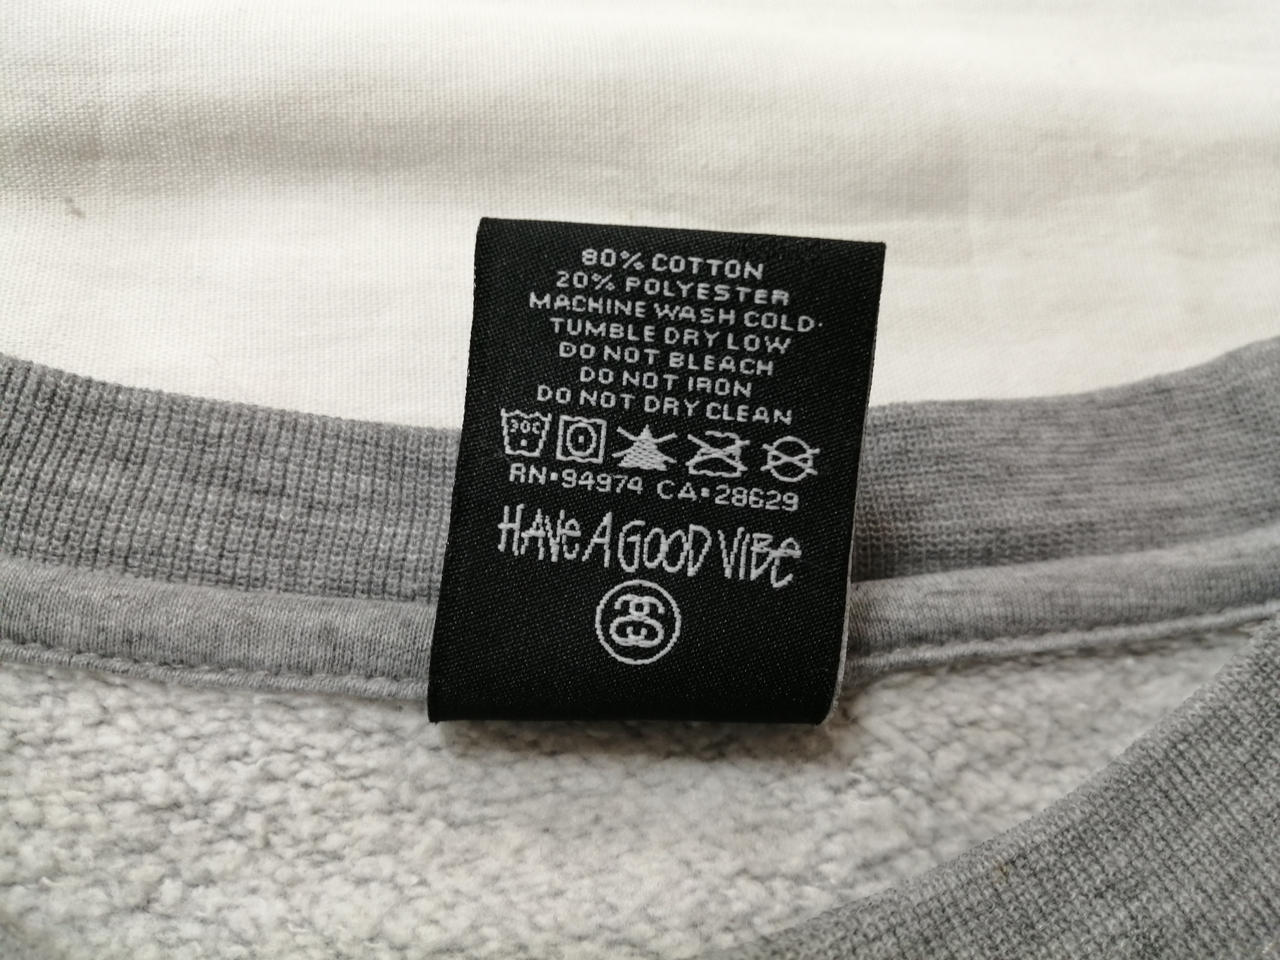 80% COTTON
20% POLYESTER
MACHINE WASH COLD.
TUMBLE DRY LOW
DO NOT BLEACH
DO NOT IRON
DO NOT DRY CLEAN
30C
RN•94974 CA•28629
HAVE A GOOD VIBE